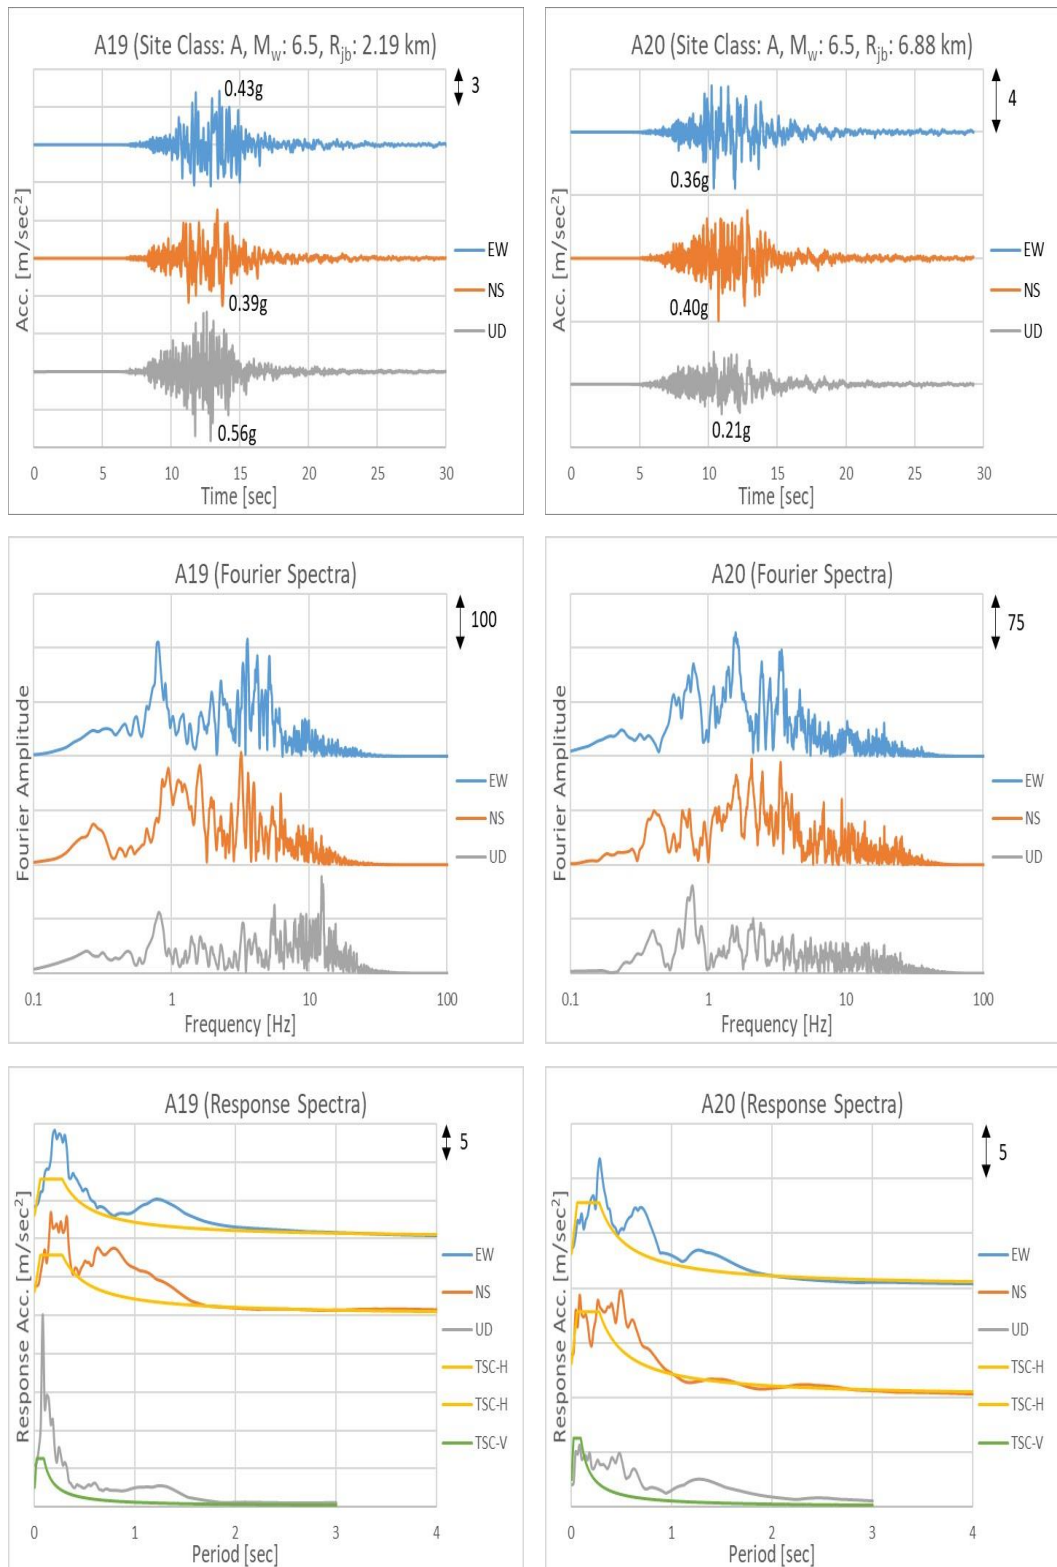 A19 (Site Class: A, Mw: 6.5, Rjb: 2.19 km)
3
0.43g
0.39g
0.56g
Acc. [m/sec²]
EW
NS
UD
0 5 10 15 20 25 30
Time [sec]
A20 (Site Class: A, Mw: 6.5, Rjb: 6.88 km)
4
0.36g
0.40g
0.21g
Acc. [m/sec²]
EW
NS
UD
0 5 10 15 20 25 30
Time [sec]
A19 (Fourier Spectra)
100
Fourier Amplitude
EW
NS
UD
0.1 1 10 100
Frequency [Hz]
A20 (Fourier Spectra)
75
Fourier Amplitude
EW
NS
UD
0.1 1 10 100
Frequency [Hz]
A19 (Response Spectra)
5
Response Acc. [m/sec²]
EW
NS
UD
TSC-H
TSC-H
TSC-V
0 1 2 3 4
Period [sec]
A20 (Response Spectra)
5
Response Acc. [m/sec²]
EW
NS
UD
TSC-H
TSC-H
TSC-V
0 1 2 3 4
Period [sec]